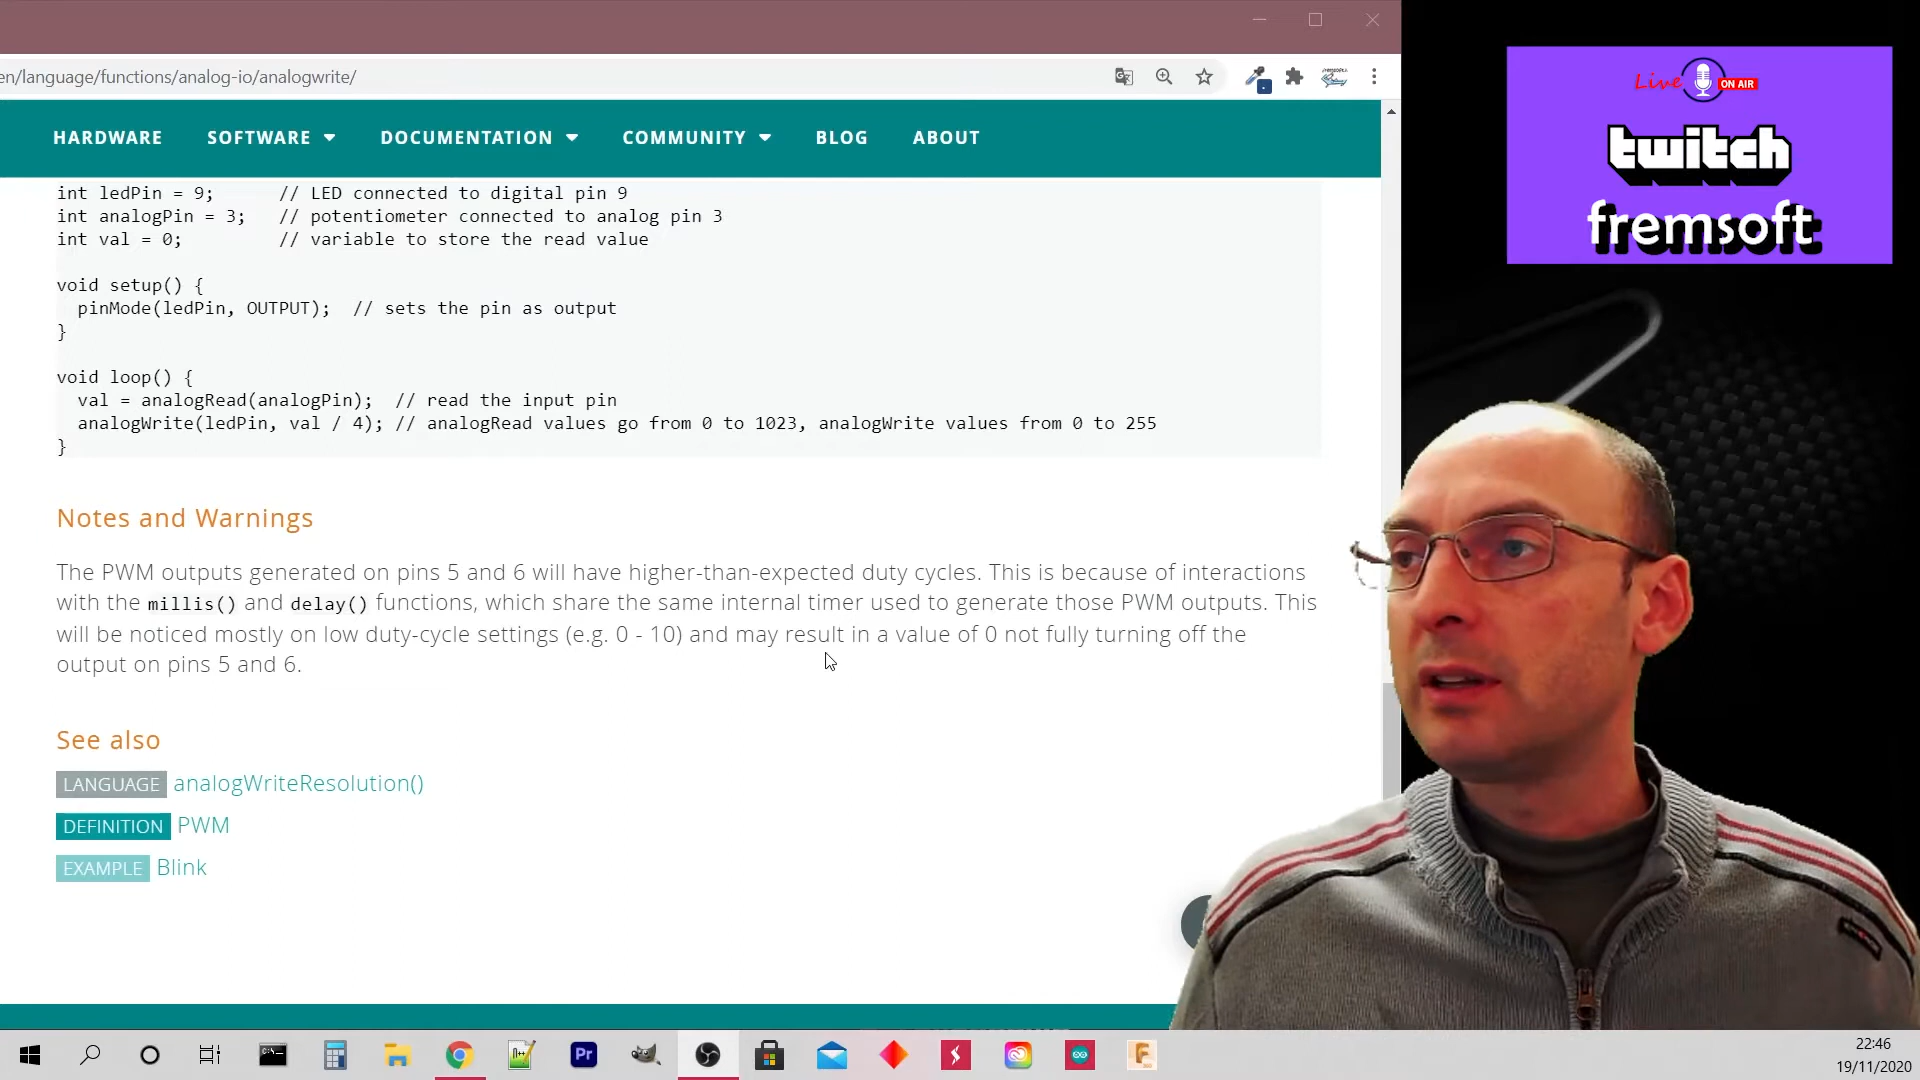 en/language/functions/analog-io/analogwrite/
HARDWARE SOFTWARE DOCUMENTATION COMMUNITY BLOG ABOUT
int ledPin = 9;      // LED connected to digital pin 9
int analogPin = 3;   // potentiometer connected to analog pin 3
int val = 0;         // variable to store the read value
void setup() {
  pinMode(ledPin, OUTPUT);  // sets the pin as output
}
void loop() {
  val = analogRead(analogPin);  // read the input pin
  analogWrite(ledPin, val / 4); // analogRead values go from 0 to 1023, analogWrite values from 0 to 255
}
Notes and Warnings
The PWM outputs generated on pins 5 and 6 will have higher-than-expected duty cycles. This is because of interactions
with the millis() and delay() functions, which share the same internal timer used to generate those PWM outputs. This
will be noticed mostly on low duty-cycle settings (e.g. 0 - 10) and may result in a value of 0 not fully turning off the
output on pins 5 and 6.
See also
LANGUAGE analogWriteResolution()
DEFINITION PWM
EXAMPLE Blink
Live ON AIR
twitch
fremsoft
Pr
22:46
19/11/2020